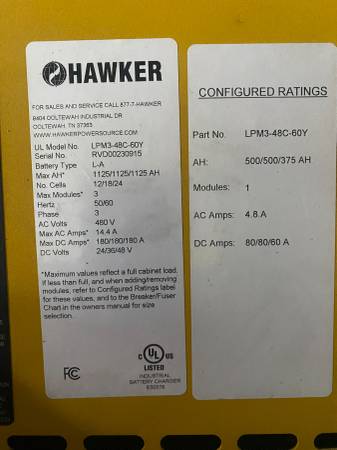 HAWKER
FOR SALES AND SERVICE CALL 877-7-HAWKER
9404 OOLTEWAH INDUSTRIAL DR
OOLTEWAH, TN 37363
WWW.HAWKERPOWERSOURCE.COM
UL Model No. LPM3-48C-60Y
Serial No. RVD00230915
Battery Type L-A
Max AH* 1125/1125/1125 AH
No. Cells 12/18/24
Max Modules* 3
Hertz 50/60
Phase 3
AC Volts 480 V
Max AC Amps* 14.4 A
Max DC Amps* 180/180/180 A
DC Volts 24/36/48 V
*Maximum values reflect a full cabinet load.
If less than full, and when adding/removing
modules, refer to Configured Ratings label
for these values, and to the Breaker/Fuser
Chart in the owners manual for size
selection.
FC
C UL US
LISTED
INDUSTRIAL
BATTERY CHARGER
CONFIGURED RATINGS
Part No. LPM3-48C-60Y
AH: 500/500/375 AH
Modules: 1
AC Amps: 4.8 A
DC Amps: 80/80/60 A